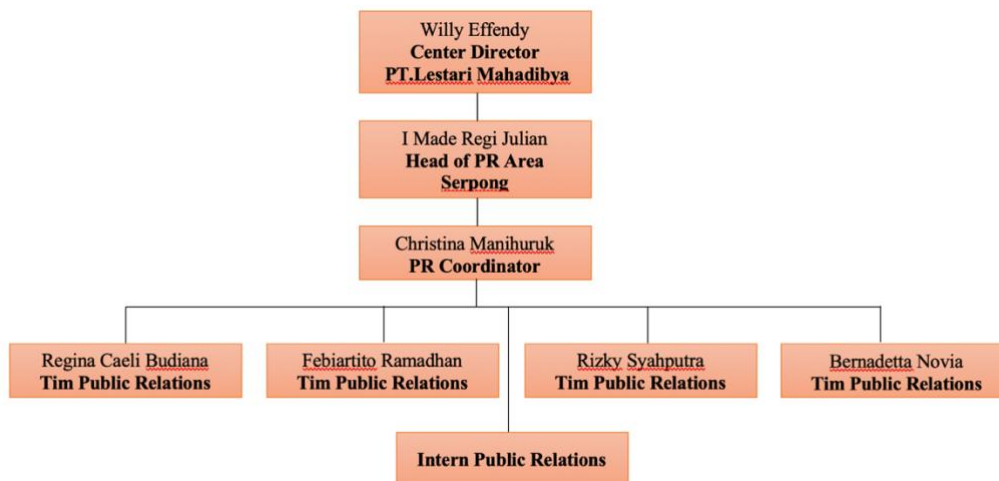 Willy Effendy
Center Director
PT.Lestari Mahadibya
I Made Regi Julian
Head of PR Area
Serpong
Christina Manihuruk
PR Coordinator
Regina Caeli Budiana
Tim Public Relations
Febiartito Ramadhan
Tim Public Relations
Rizky Syahputra
Tim Public Relations
Bernadetta Novia
Tim Public Relations
Intern Public Relations